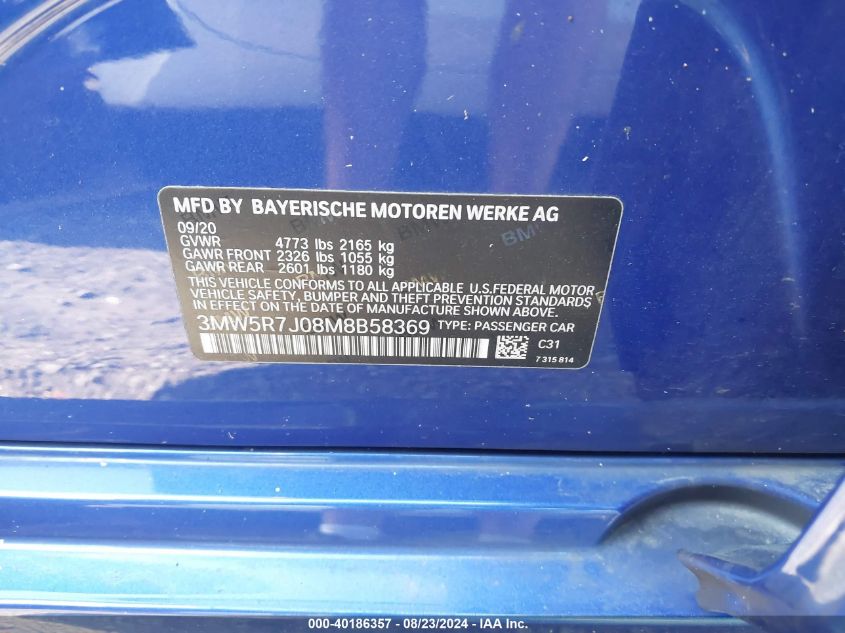 MFD BY BAYERISCHE MOTOREN WERKE AG
09/20
GVWR 4773 lbs 2165 kg
GAWR FRONT 2326 lbs 1055 kg
GAWR REAR 2601 lbs 1180 kg
THIS VEHICLE CONFORMS TO ALL APPLICABLE U.S.FEDERAL MOTOR
VEHICLE SAFETY, BUMPER AND THEFT PREVENTION STANDARDS
IN EFFECT ON THE DATE OF MANUFACTURE SHOWN ABOVE.
3MW5R7J08M8B58369 TYPE: PASSENGER CAR
C31
7 315 814
000-40186357 - 08/23/2024 - IAA Inc.